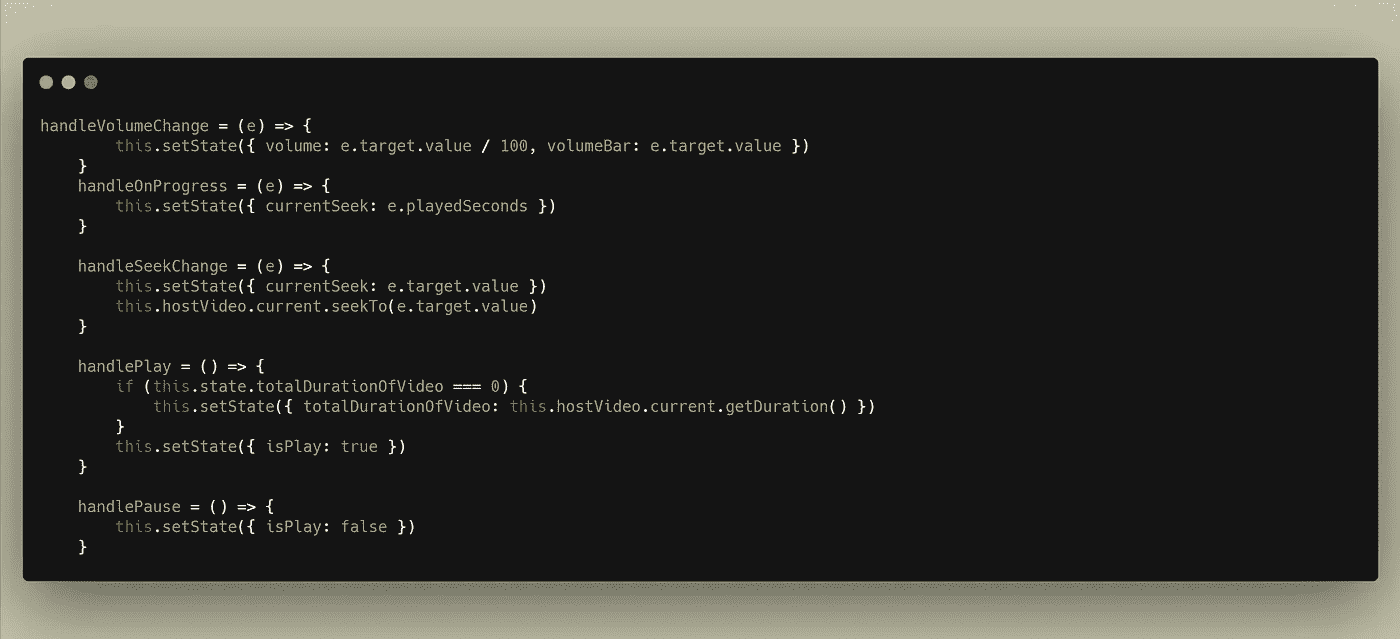 handleVolumeChange = (e) => {
        this.setState({ volume: e.target.value / 100, volumeBar: e.target.value })
    }
    handleOnProgress = (e) => {
        this.setState({ currentSeek: e.playedSeconds })
    }

    handleSeekChange = (e) => {
        this.setState({ currentSeek: e.target.value })
        this.hostVideo.current.seekTo(e.target.value)
    }

    handlePlay = () => {
        if (this.state.totalDurationOfVideo === 0) {
            this.setState({ totalDurationOfVideo: this.hostVideo.current.getDuration() })
        }
        this.setState({ isPlay: true })
    }

    handlePause = () => {
        this.setState({ isPlay: false })
    }